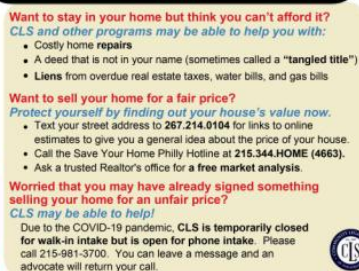 Want to stay in your home but think you can't afford it?
CLS and other programs may be able to help you with:
• Costly home repairs
• A deed that is not in your name (sometimes called a "tangled title")
• Liens from overdue real estate taxes, water bills, and gas bills
Want to sell your home for a fair price?
Protect yourself by finding out your house's value now.
• Text your street address to 267.214.0104 for links to online
estimates to give you a general idea about the price of your house.
• Call the Save Your Home Philly Hotline at 215.344.HOME (4663).
• Ask a trusted Realtor's office for a free market analysis.
Worried that you may have already signed something
selling your home for an unfair price?
CLS may be able to help!
Due to the COVID-19 pandemic, CLS is temporarily closed
for walk-in intake but is open for phone intake. Please
call 215-981-3700. You can leave a message and an
advocate will return your call.
CLS